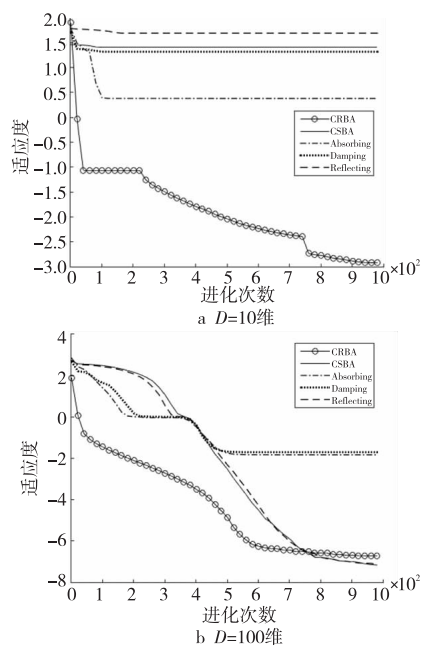 2.0
1.5
1.0
0.5
0
-0.5
-1.0
-1.5
-2.0
-2.5
-3.0
适应度
CRBA
CSBA
Absorbing
Damping
Reflecting
0 1 2 3 4 5 6 7 8 9 10 ×10²
进化次数
a D=10维
4
2
0
-2
-4
-6
-8
适应度
CRBA
CSBA
Absorbing
Damping
Reflecting
0 1 2 3 4 5 6 7 8 9 10 ×10²
进化次数
b D=100维